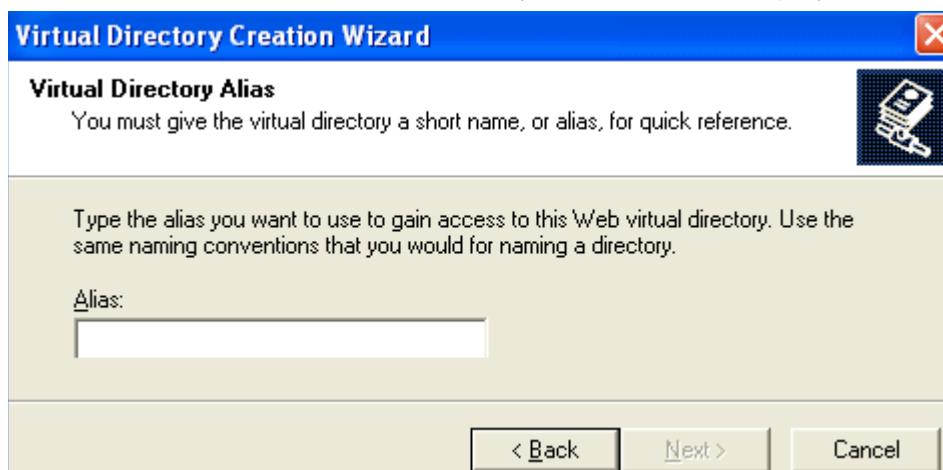 Virtual Directory Creation Wizard
Virtual Directory Alias
You must give the virtual directory a short name, or alias, for quick reference.
Type the alias you want to use to gain access to this Web virtual directory. Use the
same naming conventions that you would for naming a directory.
Alias:
< Back Next > Cancel